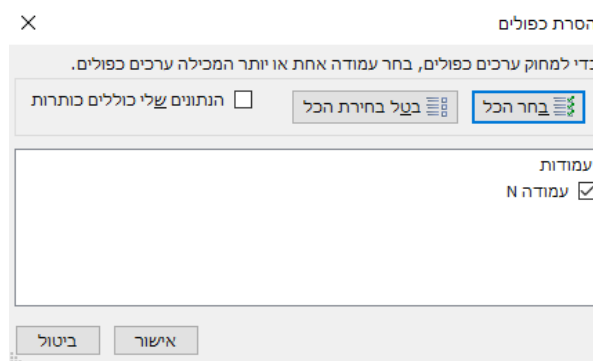 הסרת כפולים
כדי למחוק ערכים כפולים, בחר עמודה אחת או יותר המכילה ערכים כפולים.
בחר הכל
בטל בחירת הכל
הנתונים שלי כוללים כותרות
עמודות
עמודה N
אישור
ביטול